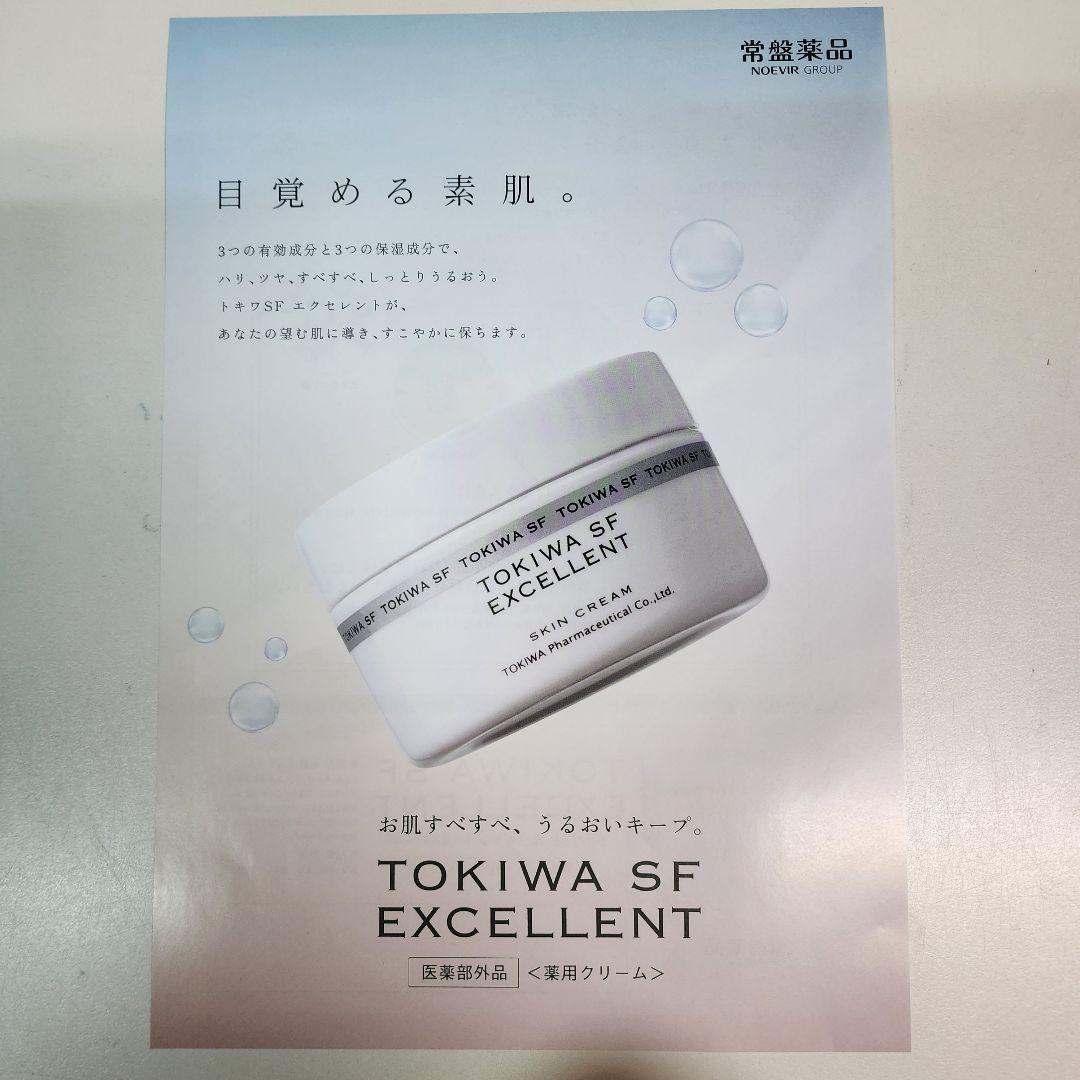 常盤薬品
NOEVIR GROUP
目覚める素肌。
3つの有効成分と3つの保湿成分で、
ハリ、ツヤ、すべすべ、しっとりうるおう。
トキワSF エクセレントが、
あなたの望む肌に導き、すこやかに保ちます。
TOKIWA SF TOKIWA SF TOKIWA SF TOKIWA SF TOKIWA SF
TOKIWA SF
EXCELLENT
SKIN CREAM
TOKIWA Pharmaceutical Co.,Ltd.
お肌すべすべ、うるおいキープ。
TOKIWA SF
EXCELLENT
医薬部外品 <薬用クリーム>